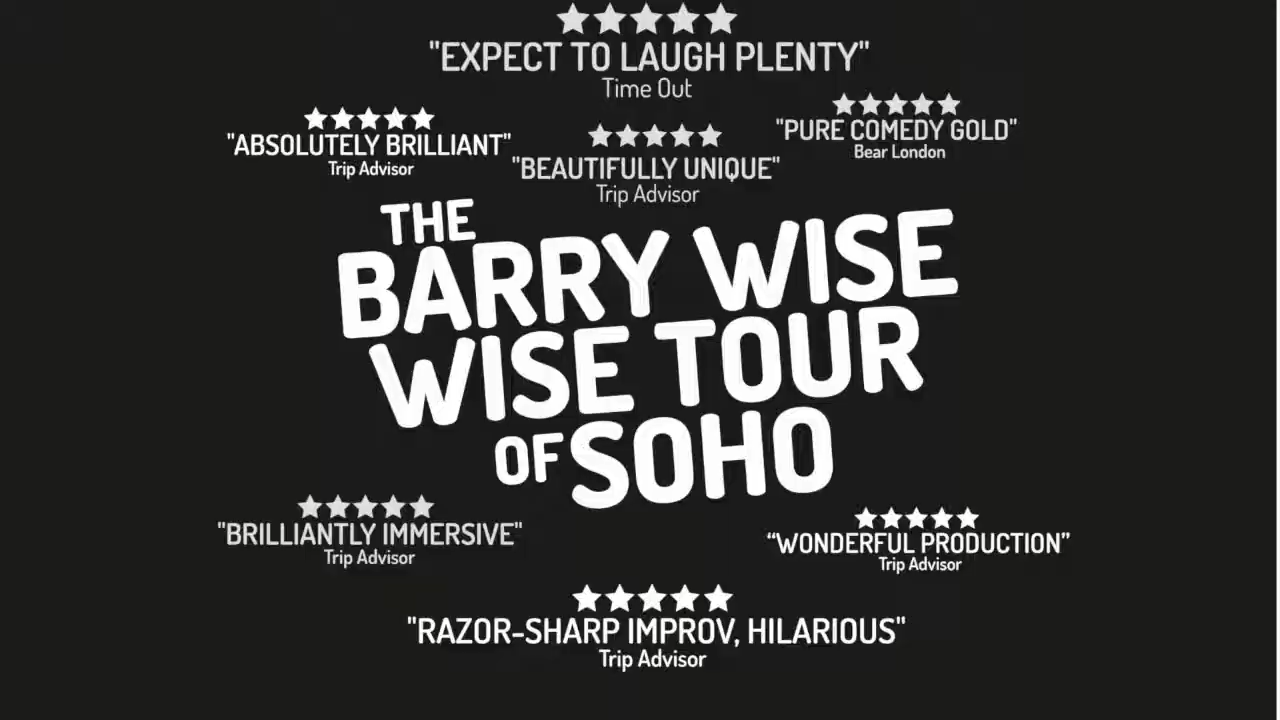 "EXPECT TO LAUGH PLENTY"
Time Out
"ABSOLUTELY BRILLIANT"
Trip Advisor
"BEAUTIFULLY UNIQUE"
Trip Advisor
"PURE COMEDY GOLD"
Bear London
THE
BARRY WISE
WISE TOUR
OF SOHO
"BRILLIANTLY IMMERSIVE"
Trip Advisor
“WONDERFUL PRODUCTION”
Trip Advisor
"RAZOR-SHARP IMPROV, HILARIOUS"
Trip Advisor